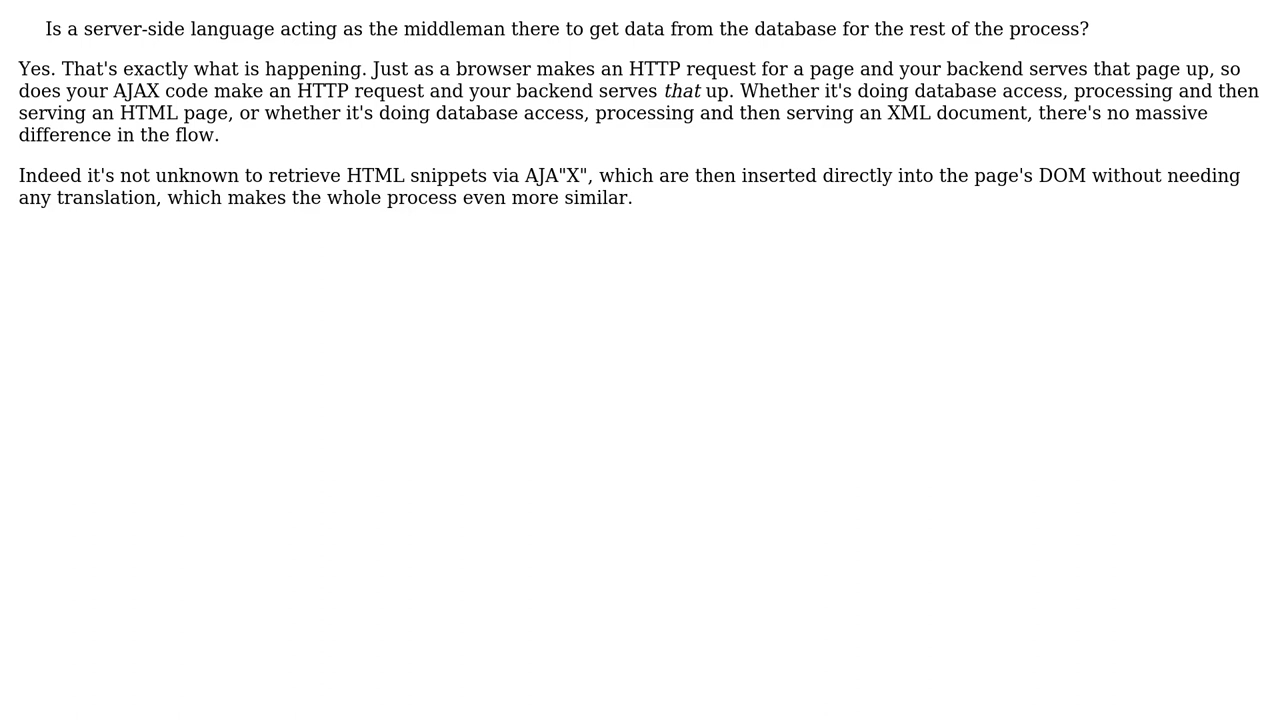 Is a server-side language acting as the middleman there to get data from the database for the rest of the process?
Yes. That's exactly what is happening. Just as a browser makes an HTTP request for a page and your backend serves that page up, so
does your AJAX code make an HTTP request and your backend serves that up. Whether it's doing database access, processing and then
serving an HTML page, or whether it's doing database access, processing and then serving an XML document, there's no massive
difference in the flow.
Indeed it's not unknown to retrieve HTML snippets via AJA"X", which are then inserted directly into the page's DOM without needing
any translation, which makes the whole process even more similar.